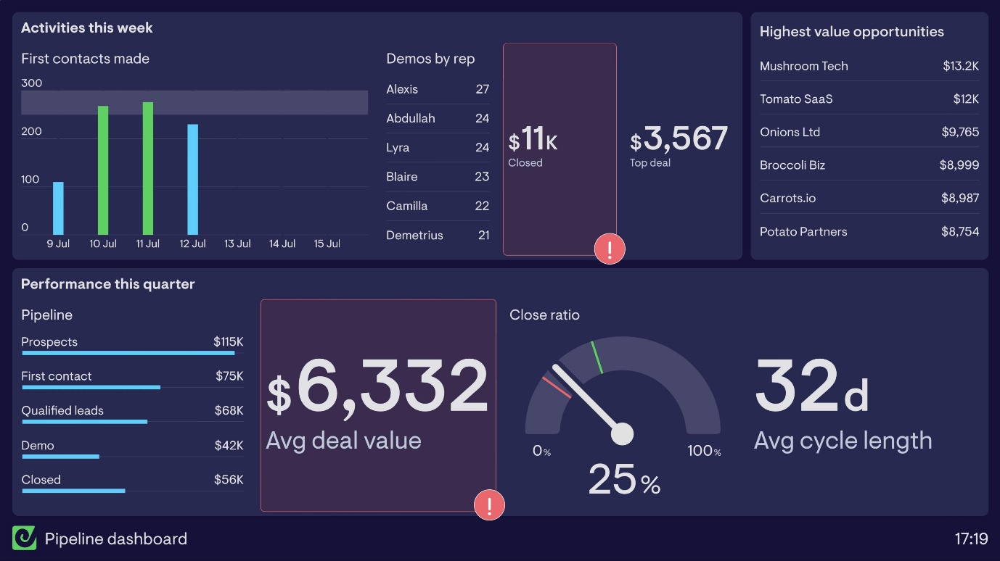 Activities this week
First contacts made
300
200
100
0
9 Jul 10 Jul 11 Jul 12 Jul 13 Jul 14 Jul 15 Jul
Demos by rep
Alexis 27
Abdullah 24
Lyra 24
Blaire 23
Camilla 22
Demetrius 21
$11K
Closed
!
$3,567
Top deal
Highest value opportunities
Mushroom Tech $13.2K
Tomato SaaS $12K
Onions Ltd $9,765
Broccoli Biz $8,999
Carrots.io $8,987
Potato Partners $8,754
Performance this quarter
Pipeline
Prospects $115K
First contact $75K
Qualified leads $68K
Demo $42K
Closed $56K
$6,332
Avg deal value
!
Close ratio
0% 100%
25%
32d
Avg cycle length
Pipeline dashboard 17:19